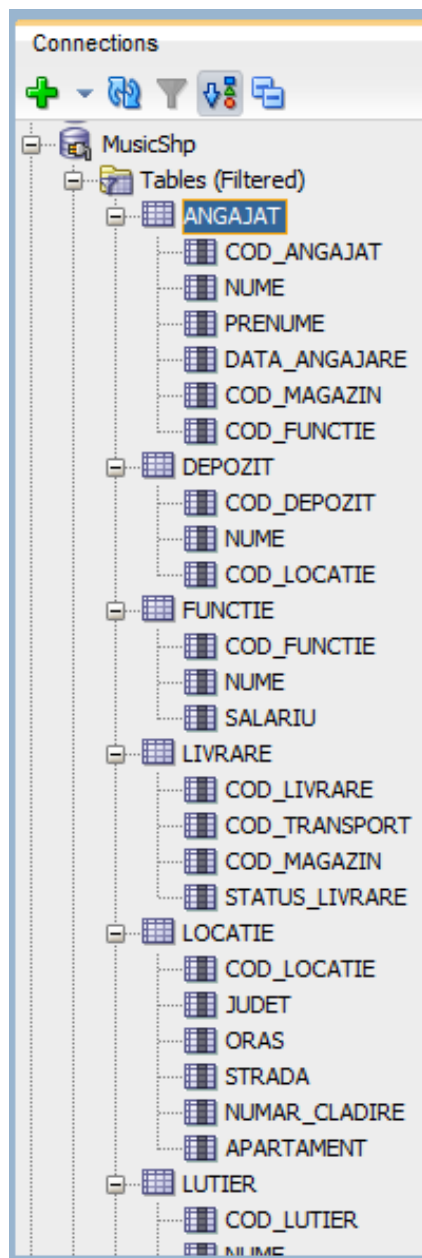 Connections
MusicShp
Tables (Filtered)
ANGAJAT
COD_ANGAJAT
NUME
PRENUME
DATA_ANGAJARE
COD_MAGAZIN
COD_FUNCTIE
DEPOZIT
COD_DEPOZIT
NUME
COD_LOCATIE
FUNCTIE
COD_FUNCTIE
NUME
SALARIU
LIVRARE
COD_LIVRARE
COD_TRANSPORT
COD_MAGAZIN
STATUS_LIVRARE
LOCATIE
COD_LOCATIE
JUDET
ORAS
STRADA
NUMAR_CLADIRE
APARTAMENT
LUTIER
COD_LUTIER
NUME